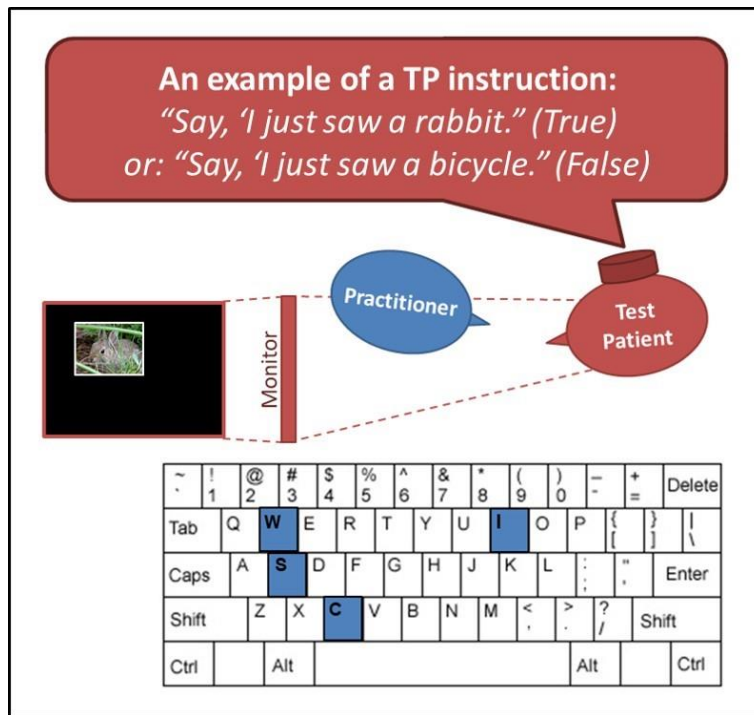 An example of a TP instruction:
“Say, ‘I just saw a rabbit.” (True)
or: “Say, ‘I just saw a bicycle.” (False)
Practitioner
Test
Patient
Monitor
~ ! @ # $ % ^ & * ( ) – + Delete
` 1 2 3 4 5 6 7 8 9 0 - =
Tab Q W E R T Y U I O P { } |
[ ] \
Caps A S D F G H J K L : " Enter
; '
Shift Z X C V B N M < > ? Shift
, . /
Ctrl Alt Alt Ctrl